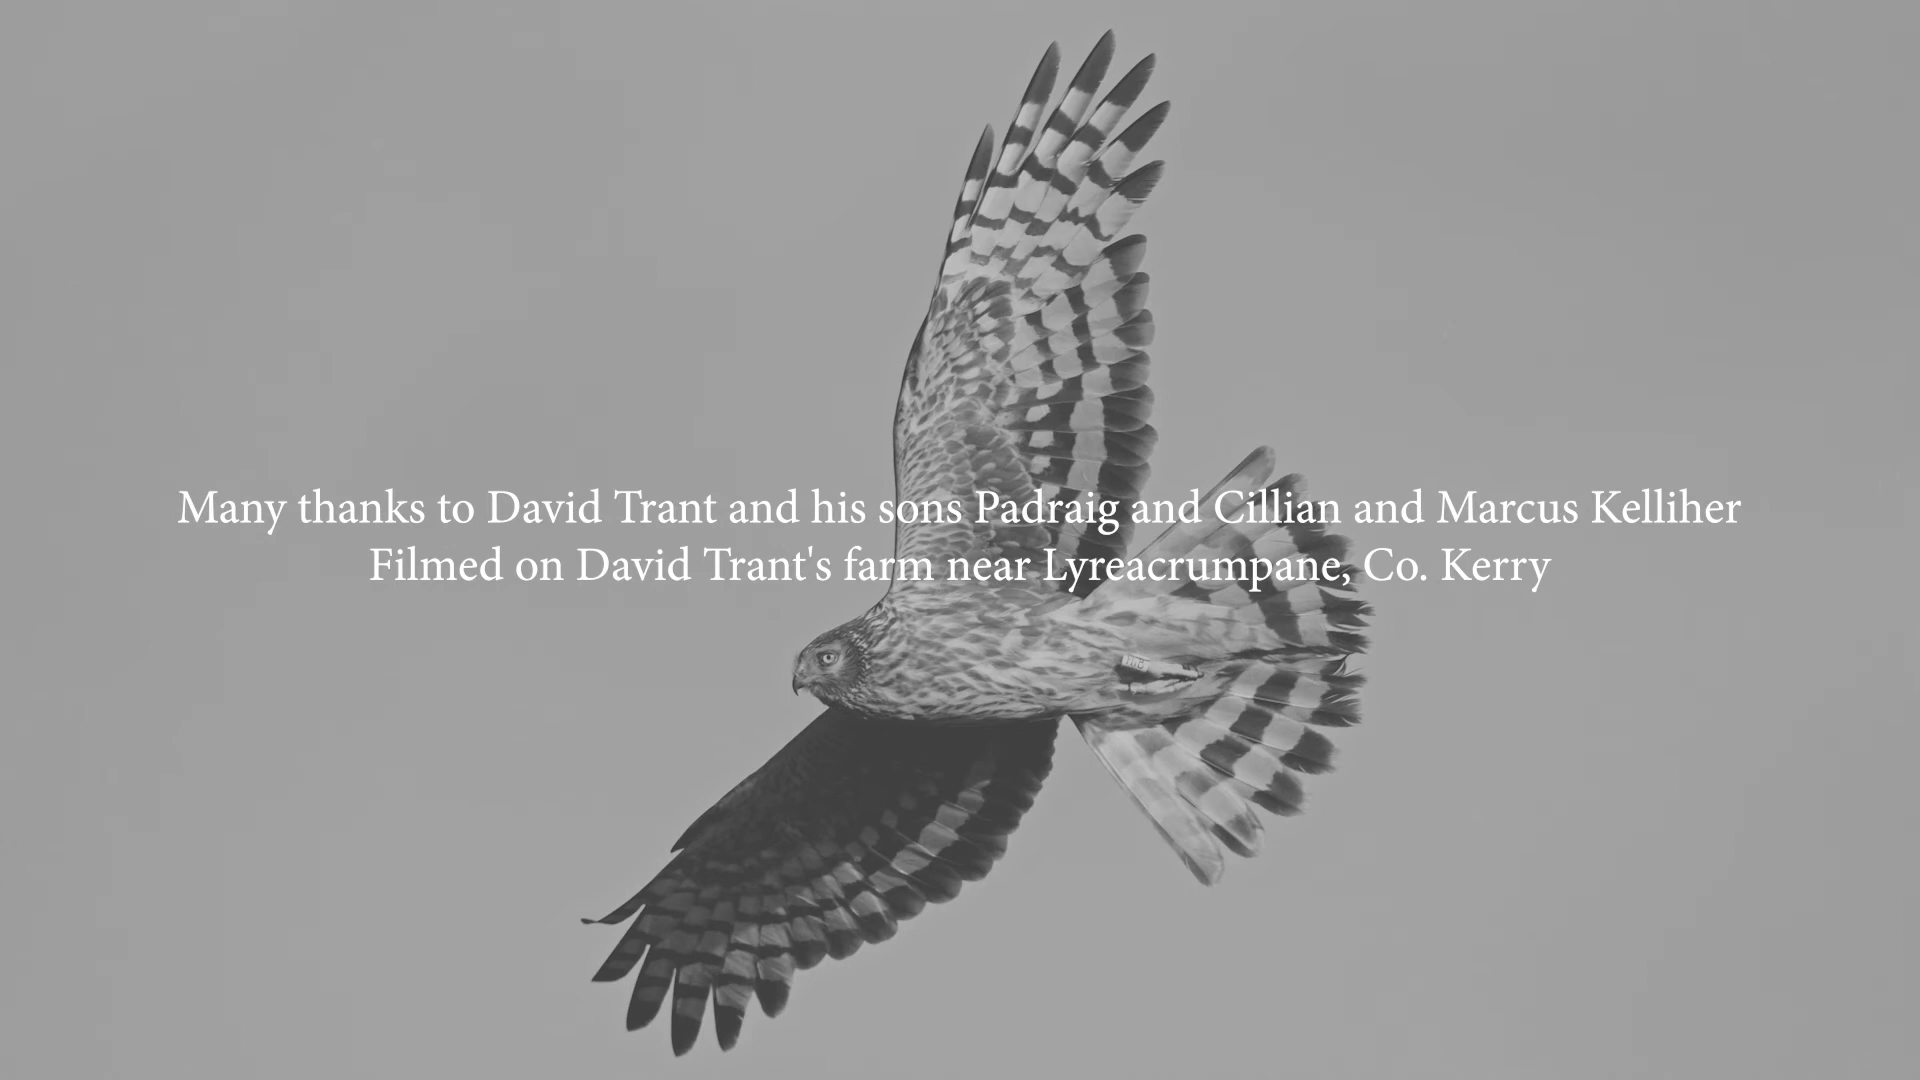 Many thanks to David Trant and his sons Padraig and Cillian and Marcus Kelliher
Filmed on David Trant's farm near Lyreacrumpane, Co. Kerry